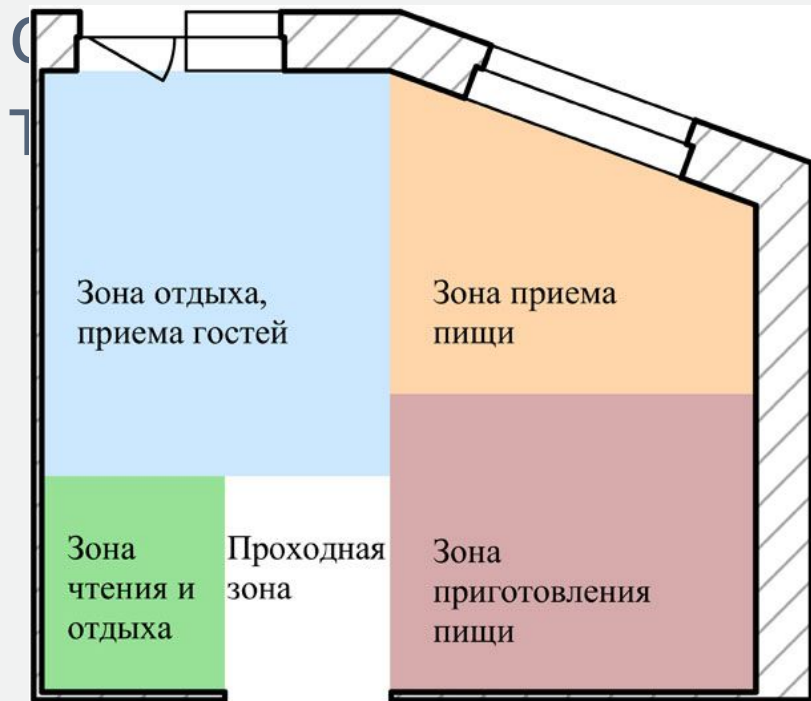 Зона отдыха,
приема гостей
Зона приема
пищи
Зона
чтения и
отдыха
Проходная
зона
Зона
приготовления
пищи